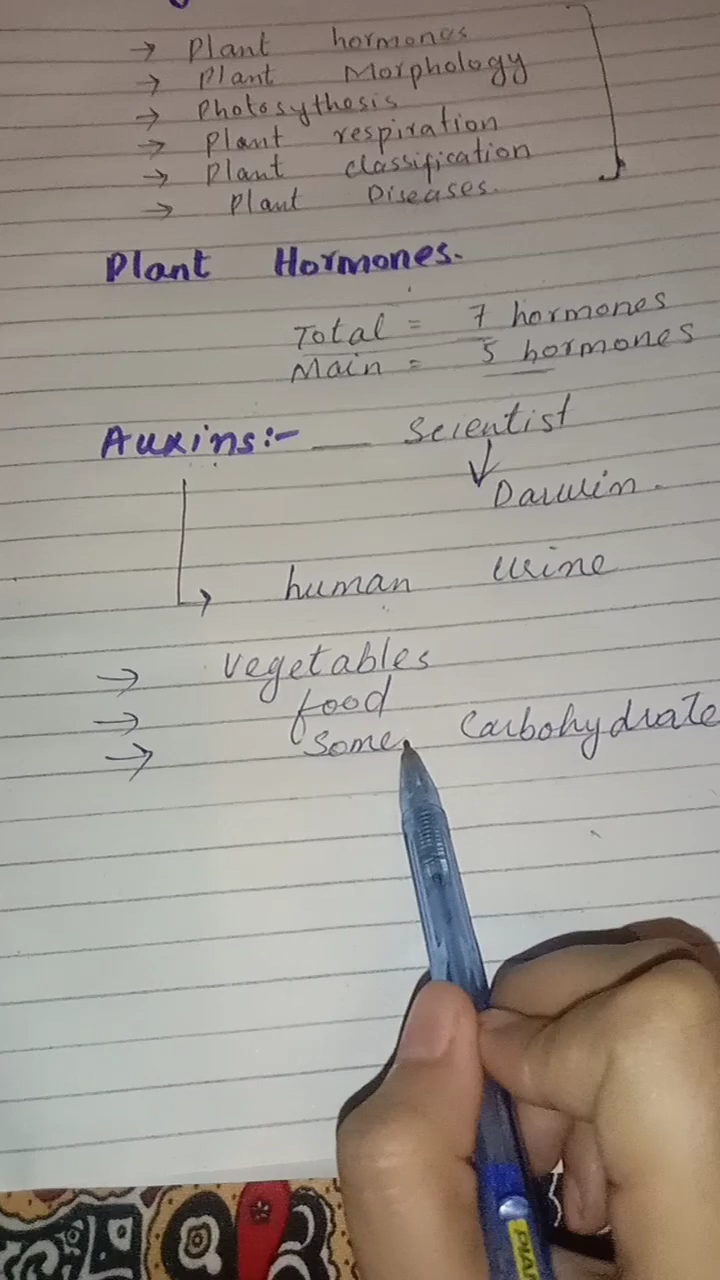 → Plant hormones
→ Plant Morphology
→ Photosythesis
→ Plant respiration
→ Plant classification
→ Plant Diseases.
Plant Hormones.
Total = 7 hormones
Main = 5 hormones
Auxins:- — Scientist
Darwin.
human urine
→ vegetables
→ food
→ Some Carbohydrate